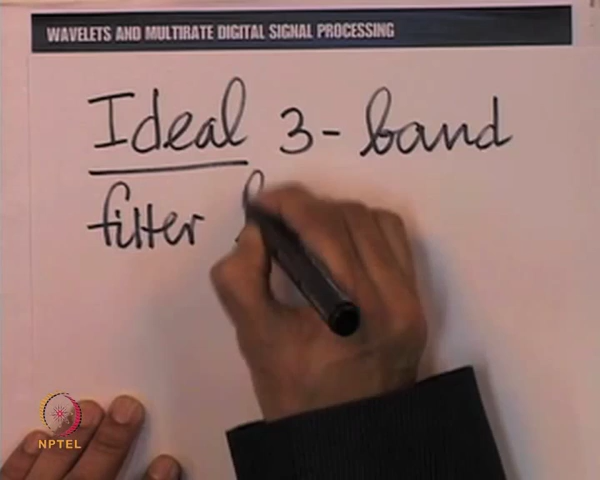 WAVELETS AND MULTIRATE DIGITAL SIGNAL PROCESSING
Ideal 3-band
filter
NPTEL